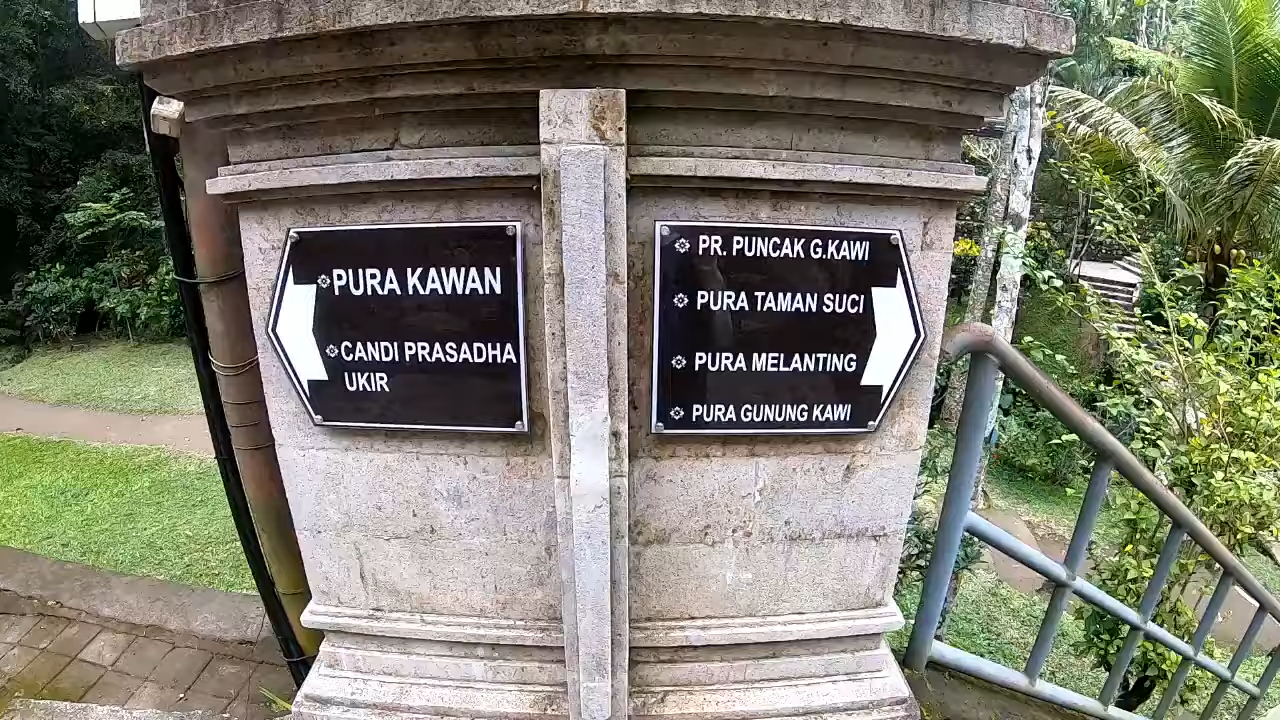 PURA KAWAN
CANDI PRASADHA
UKIR
PR. PUNCAK G.KAWI
PURA TAMAN SUCI
PURA MELANTING
PURA GUNUNG KAWI